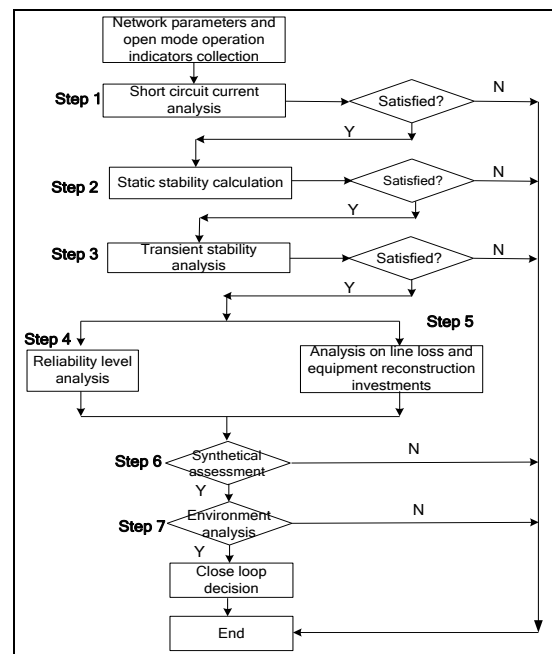 Network parameters and
open mode operation
indicators collection
Step 1
Short circuit current
analysis
Satisfied?
N
Y
Step 2
Static stability calculation
Satisfied?
N
Y
Step 3
Transient stability
analysis
Satisfied?
N
Y
Step 4
Reliability level
analysis
Step 5
Analysis on line loss and
equipment reconstruction
investments
Step 6
Synthetical
assessment
N
Y
Step 7
Environment
analysis
N
Y
Close loop
decision
End